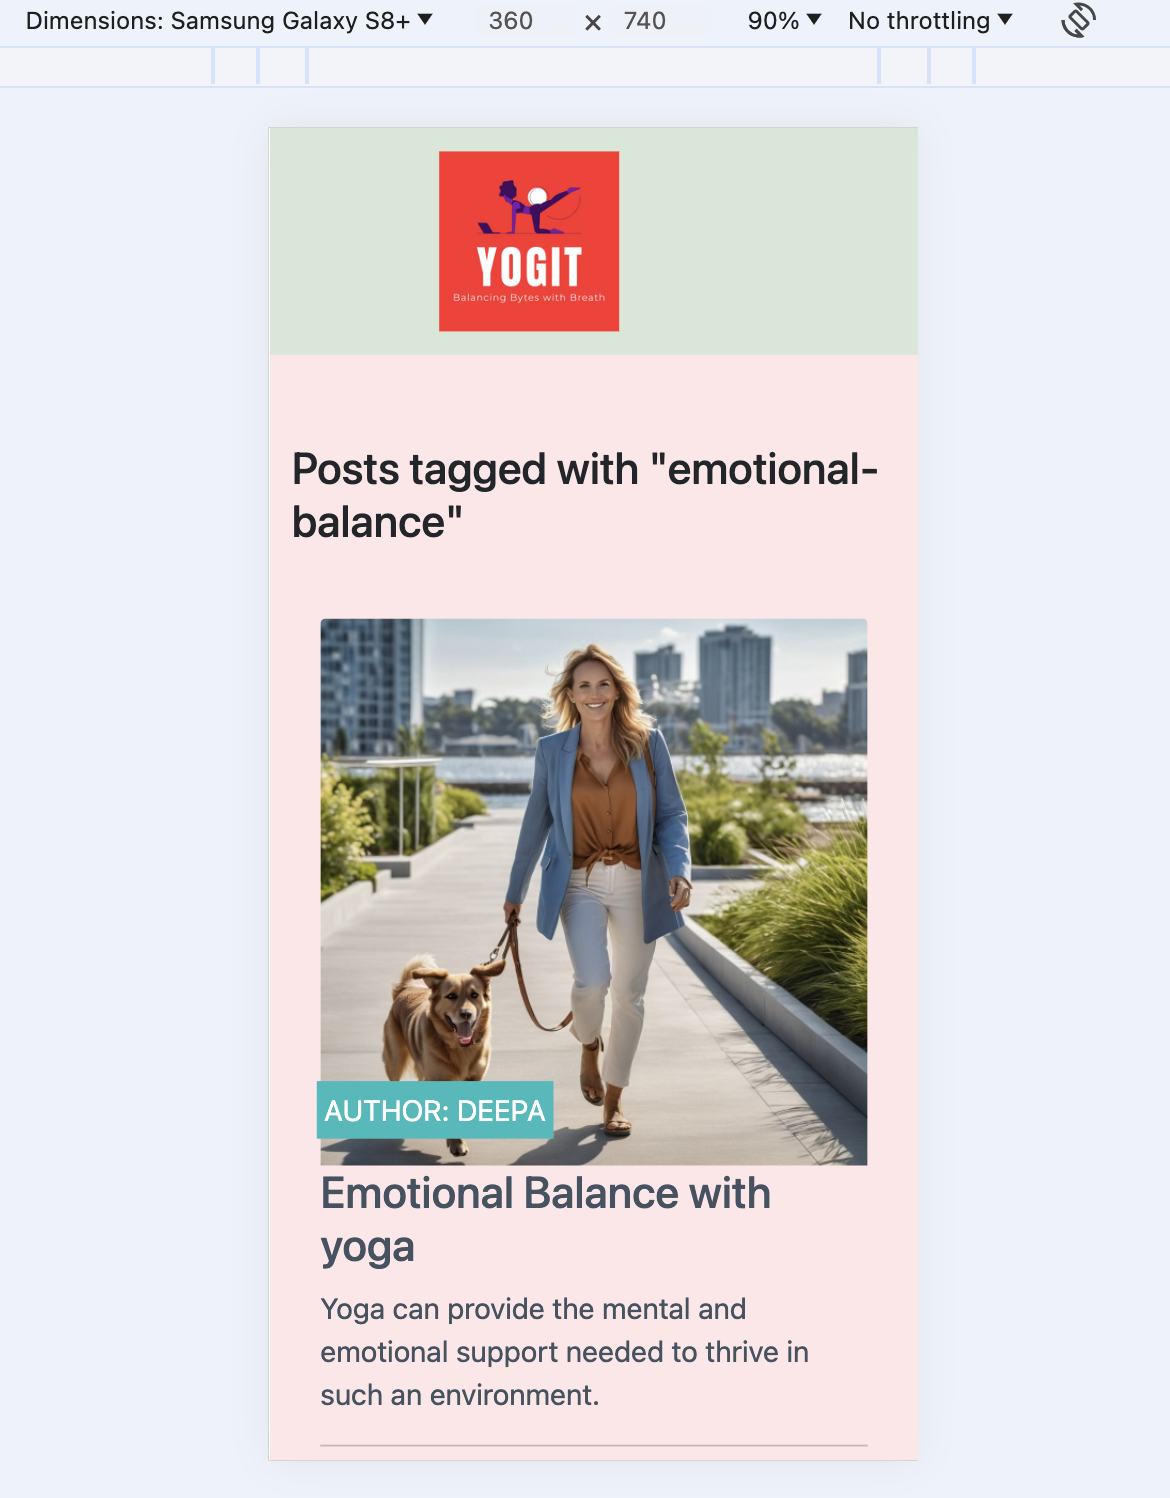 Dimensions: Samsung Galaxy S8+ ▼ 360 × 740 90% ▼ No throttling ▼
YOGIT
Balancing Bytes with Breath
Posts tagged with "emotional-
balance"
AUTHOR: DEEPA
Emotional Balance with
yoga
Yoga can provide the mental and
emotional support needed to thrive in
such an environment.